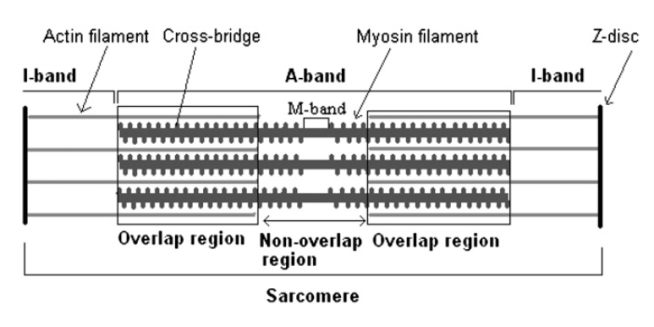 Actin filament Cross-bridge Myosin filament Z-disc
I-band A-band I-band
M-band
Overlap region Non-overlap Overlap region
region
Sarcomere